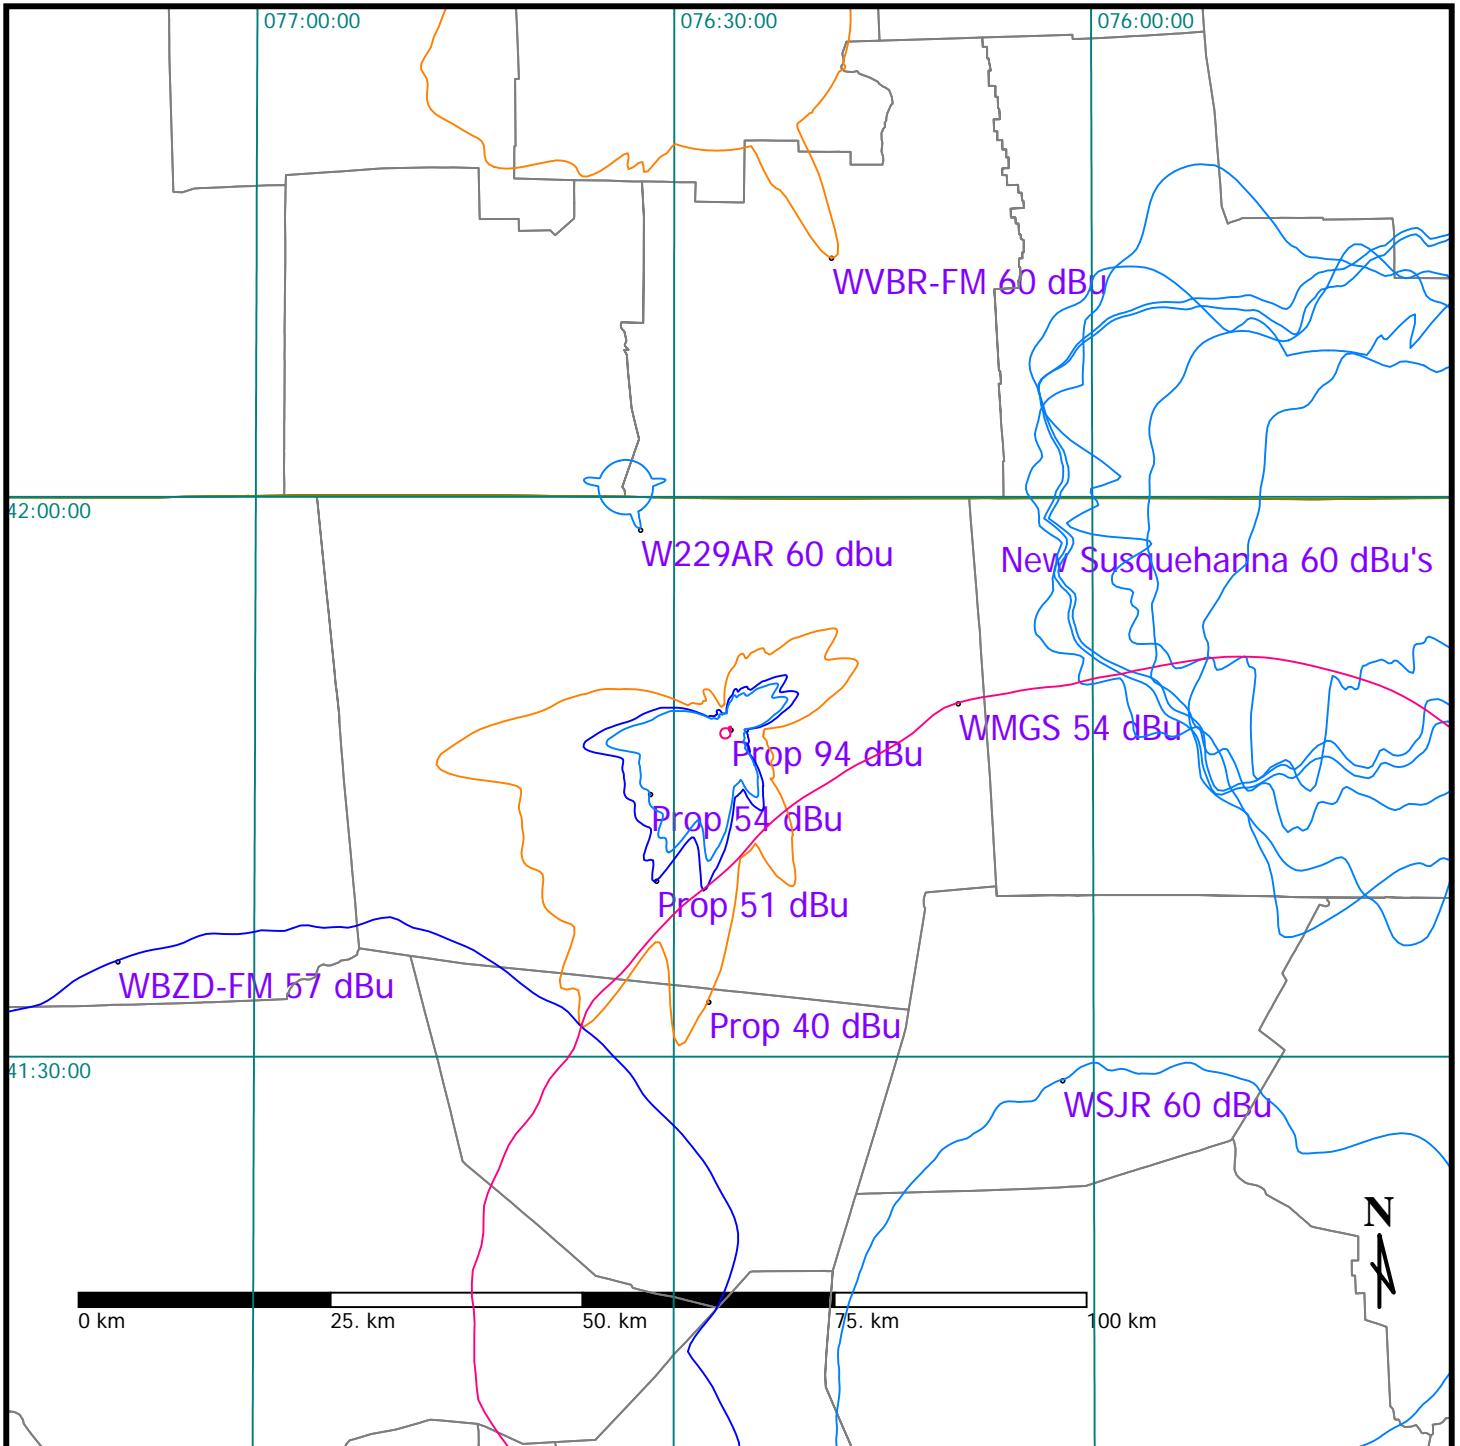 077:00:00
076:30:00
076:00:00
WVBR-FM 60 dBu
42:00:00
W229AR 60 dbu
New Susquehanna 60 dBu's
WMGS 54 dBu
Prop 94 dBu
Prop 54 dBu
Prop 51 dBu
WBZD-FM 57 dBu
Prop 40 dBu
41:30:00
WSJR 60 dBu
N
0 km
25. km
50. km
75. km
100 km